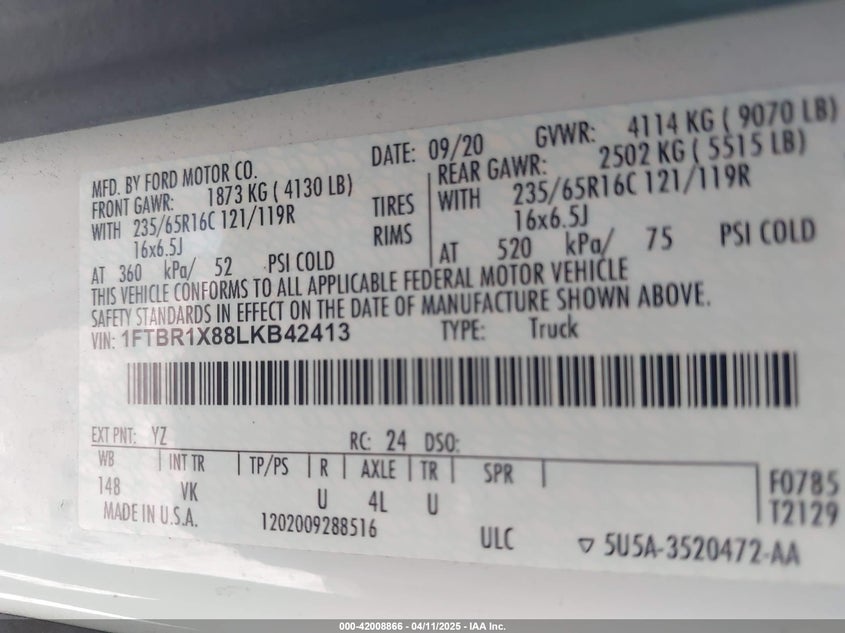 MFD. BY FORD MOTOR CO. DATE: 09/20 GVWR: 4114 KG ( 9070 LB)
FRONT GAWR: 1873 KG ( 4130 LB) REAR GAWR: 2502 KG ( 5515 LB)
WITH 235/65R16C 121/119R TIRES WITH 235/65R16C 121/119R
16x6.5J RIMS 16x6.5J
AT 360 kPa/ 52 PSI COLD AT 520 kPa/ 75 PSI COLD
THIS VEHICLE CONFORMS TO ALL APPLICABLE FEDERAL MOTOR VEHICLE
SAFETY STANDARDS IN EFFECT ON THE DATE OF MANUFACTURE SHOWN ABOVE.
VIN: 1FTBR1X88LKB42413 TYPE: Truck
EXT PNT: YZ RC: 24 DSO:
WB INT TR TP/PS R AXLE TR SPR
148 VK U 4L U
F0785
T2129
MADE IN U.S.A. 1202009288516 ULC ▽ 5U5A-3520472-AA
000-42008866 - 04/11/2025 - IAA Inc.